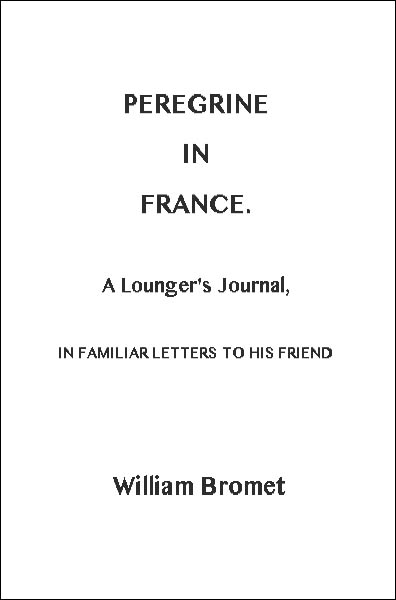 PEREGRINE
IN
FRANCE.
A Lounger's Journal,
IN FAMILIAR LETTERS TO HIS FRIEND
William Bromet